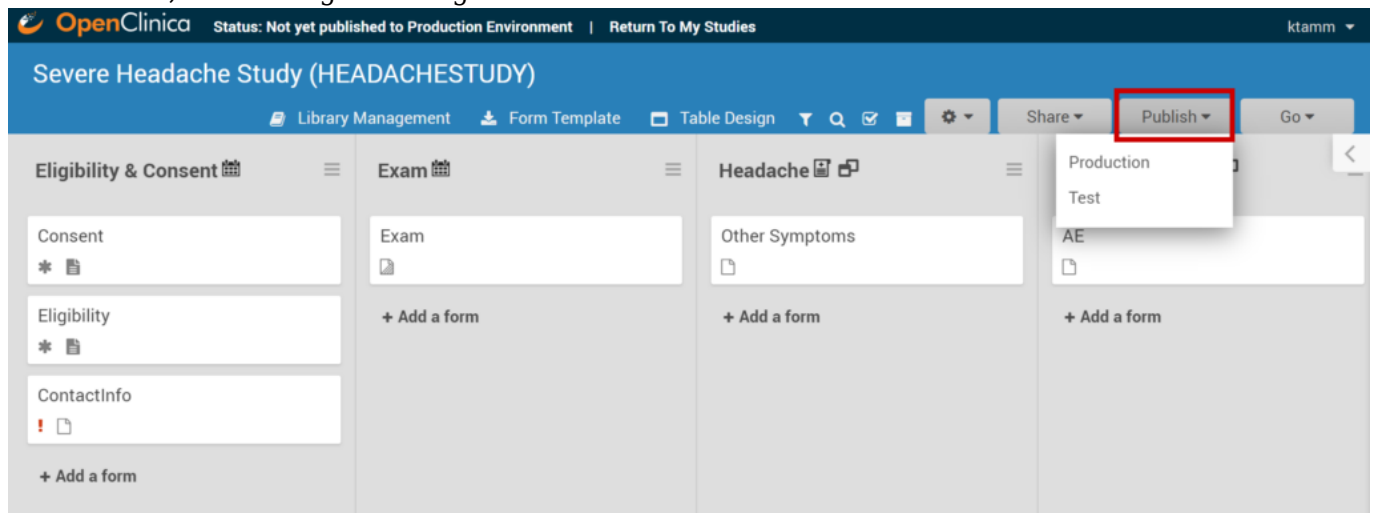 OpenClinica Status: Not yet published to Production Environment | Return To My Studies ktamm
Severe Headache Study (HEADACHESTUDY)
Library Management Form Template Table Design Share Publish Go
Production
Test
Eligibility & Consent Exam Headache
Consent Exam Other Symptoms AE
Eligibility + Add a form + Add a form + Add a form
ContactInfo
!
+ Add a form